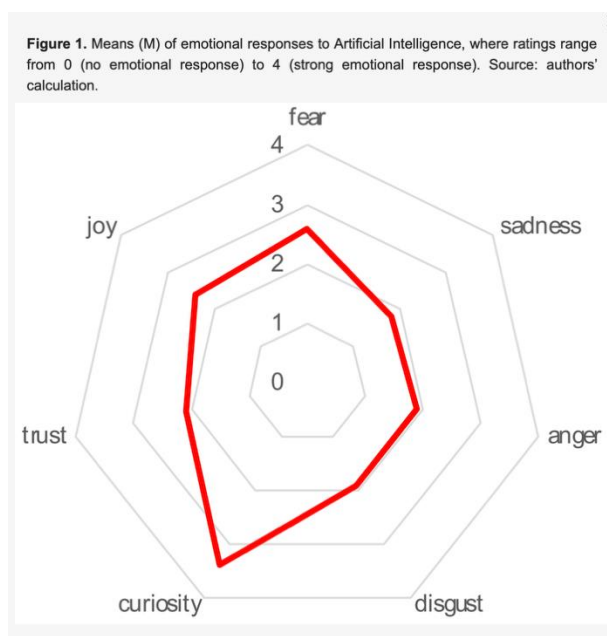 Figure 1. Means (M) of emotional responses to Artificial Intelligence, where ratings range
from 0 (no emotional response) to 4 (strong emotional response). Source: authors’
calculation.
fear
4
3
joy
sadness
2
1
0
trust
anger
curiosity
disgust